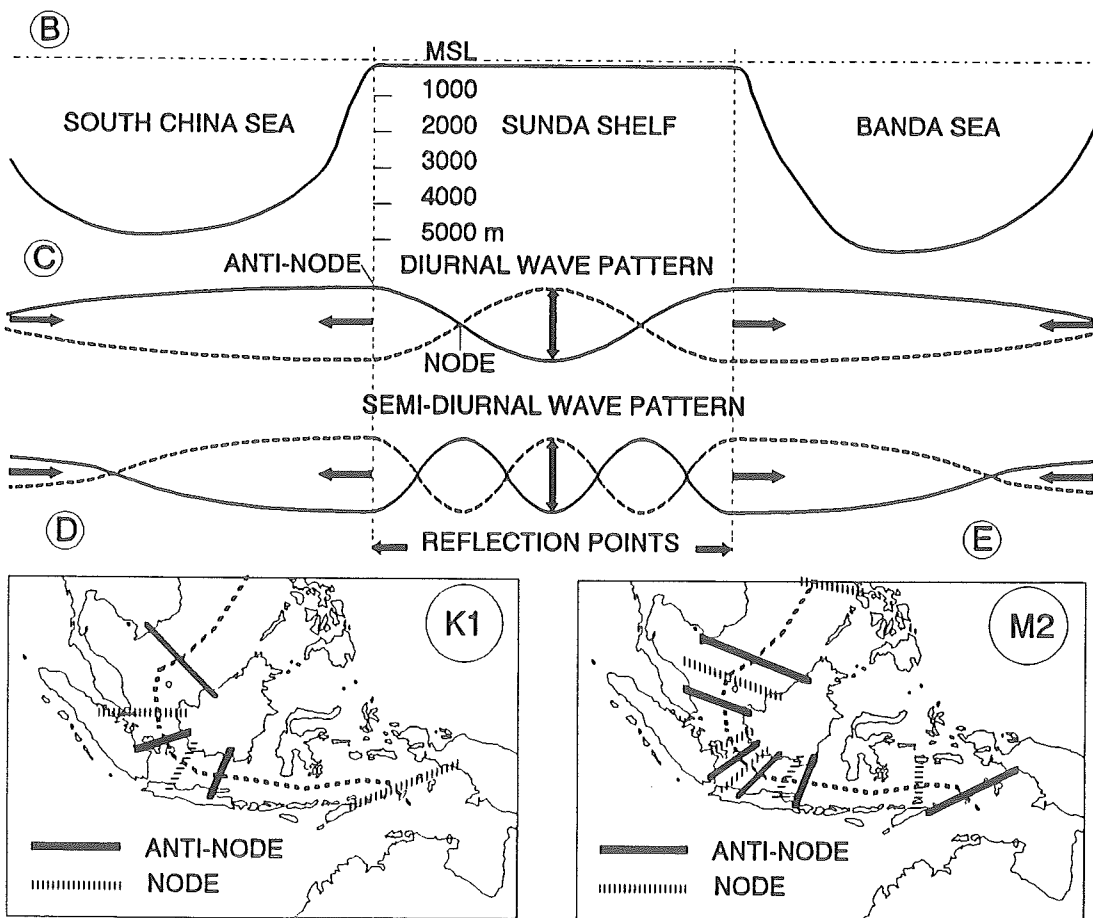 B
MSL
1000
SOUTH CHINA SEA
2000
SUNDA SHELF
BANDA SEA
3000
4000
5000 m
C
ANTI-NODE
DIURNAL WAVE PATTERN
NODE
SEMI-DIURNAL WAVE PATTERN
D
REFLECTION POINTS
E
K1
ANTI-NODE
NODE
M2
ANTI-NODE
NODE